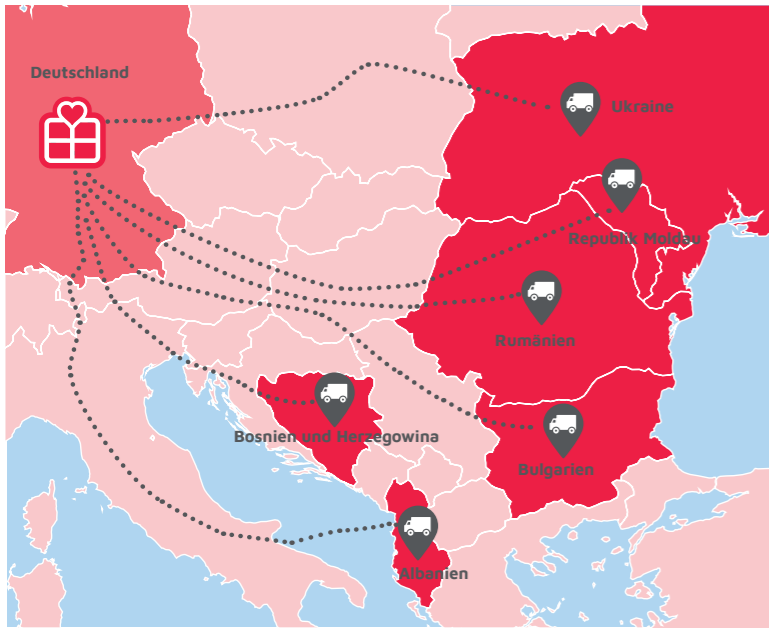 Deutschland
Ukraine
Republik Moldau
Rumänien
Bosnien und Herzegowina
Bulgarien
Albanien